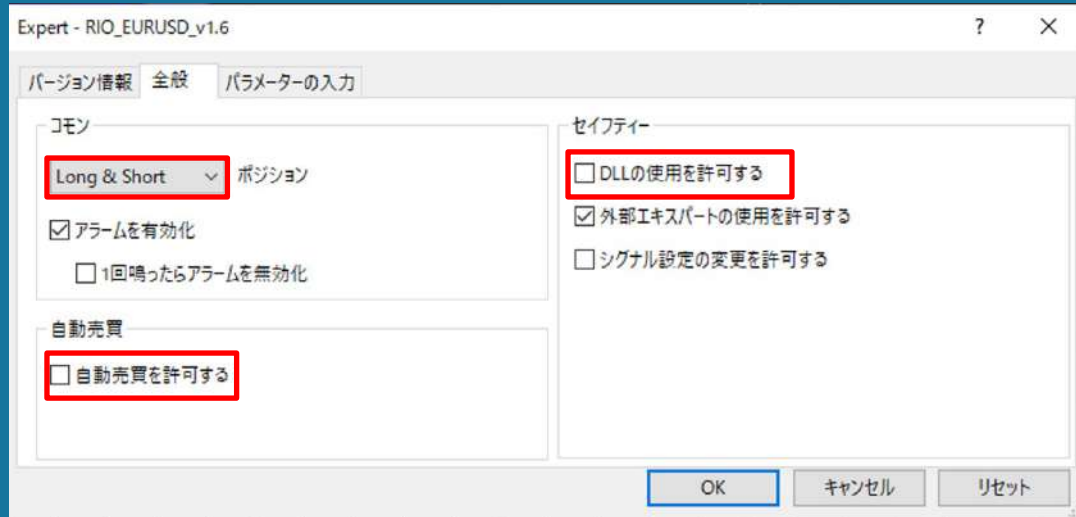 Expert - RIO_EURUSD_v1.6
バージョン情報 全般 パラメーターの入力
コモン
Long & Short ポジション
アラームを有効化
1回鳴ったらアラームを無効化
自動売買
自動売買を許可する
セイフティー
DLLの使用を許可する
外部エキスパートの使用を許可する
シグナル設定の変更を許可する
OK キャンセル リセット